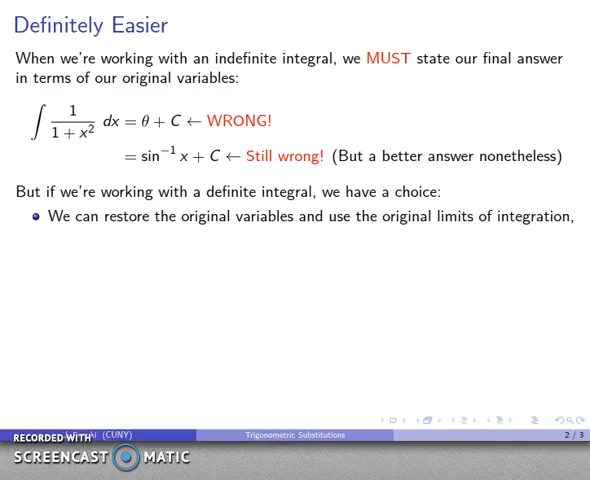 Definitely Easier
When we're working with an indefinite integral, we MUST state our final answer
in terms of our original variables:
∫ 1/(1 + x²) dx = θ + C ← WRONG!
= sin⁻¹ x + C ← Still wrong! (But a better answer nonetheless)
But if we're working with a definite integral, we have a choice:
We can restore the original variables and use the original limits of integration,
(CUNY) Trigonometric Substitutions 2 / 3
RECORDED WITH
SCREENCAST MATIC